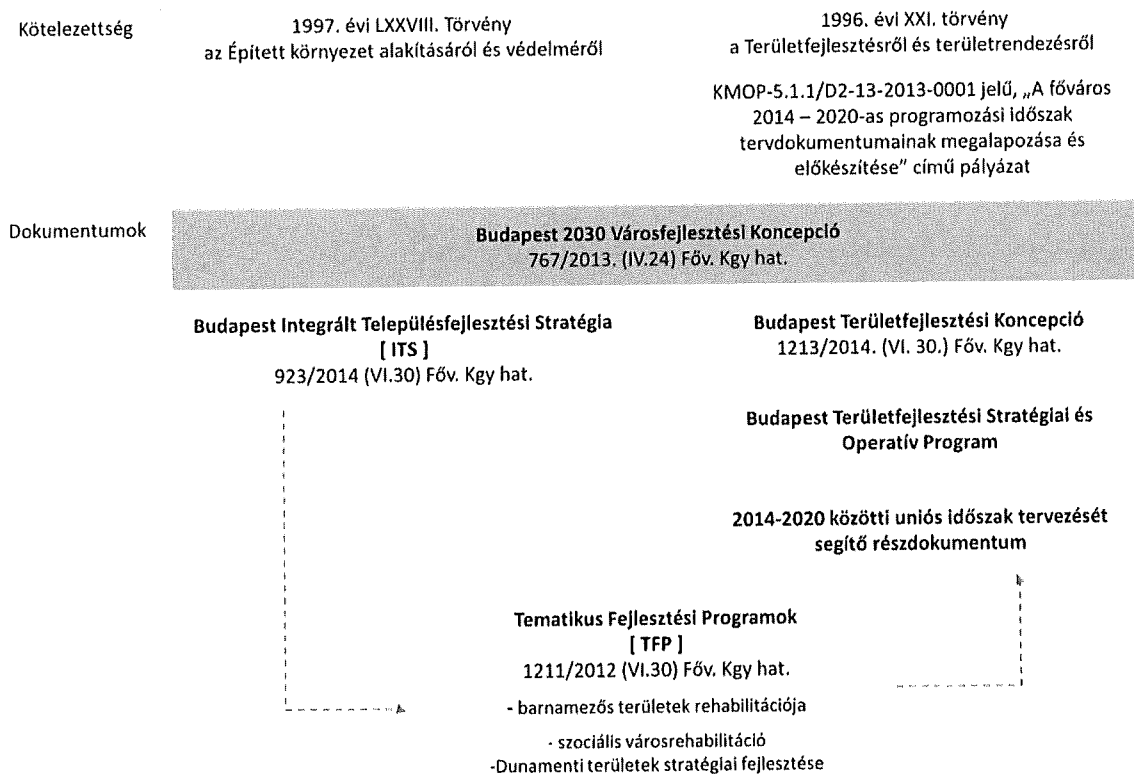 Kötelezettség
1997. évi LXXVIII. Törvény
az Épített környezet alakításáról és védelméről
1996. évi XXI. törvény
a Területfejlesztésről és területrendezésről
KMOP-5.1.1/D2-13-2013-0001 jelű, „A főváros
2014 – 2020-as programozási időszak
tervdokumentumainak megalapozása és
előkészítése" című pályázat
Dokumentumok
Budapest 2030 Városfejlesztési Koncepció
767/2013. (IV.24) Főv. Kgy hat.
Budapest Integrált Településfejlesztési Stratégia
[ ITS ]
923/2014 (VI.30) Főv. Kgy hat.
Budapest Területfejlesztési Koncepció
1213/2014. (VI. 30.) Főv. Kgy hat.
Budapest Területfejlesztési Stratégiai és
Operatív Program
2014-2020 közötti uniós időszak tervezését
segítő részdokumentum
Tematikus Fejlesztési Programok
[ TFP ]
1211/2012 (VI.30) Főv. Kgy hat.
- barnamezős területek rehabilitációja
- szociális városrehabilitáció
-Dunamenti területek stratégiai fejlesztése